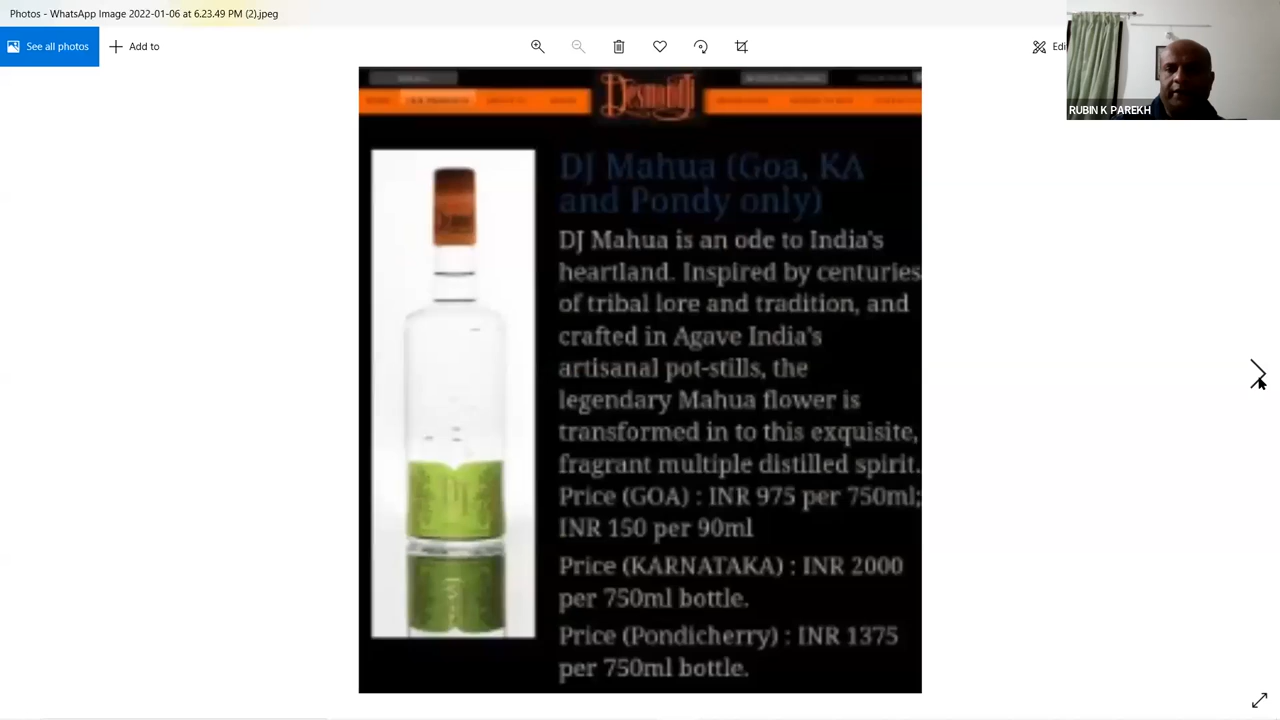 Photos - WhatsApp Image 2022-01-06 at 6.23.49 PM (2).jpeg
See all photos
Add to
Edi
RUBIN K PAREKH
DesmondJi
DJ Mahua (Goa, KA
and Pondy only)
DJ Mahua is an ode to India's
heartland. Inspired by centuries
of tribal lore and tradition, and
crafted in Agave India's
artisanal pot-stills, the
legendary Mahua flower is
transformed in to this exquisite,
fragrant multiple distilled spirit.
Price (GOA) : INR 975 per 750ml;
INR 150 per 90ml
Price (KARNATAKA) : INR 2000
per 750ml bottle.
Price (Pondicherry) : INR 1375
per 750ml bottle.
DJ